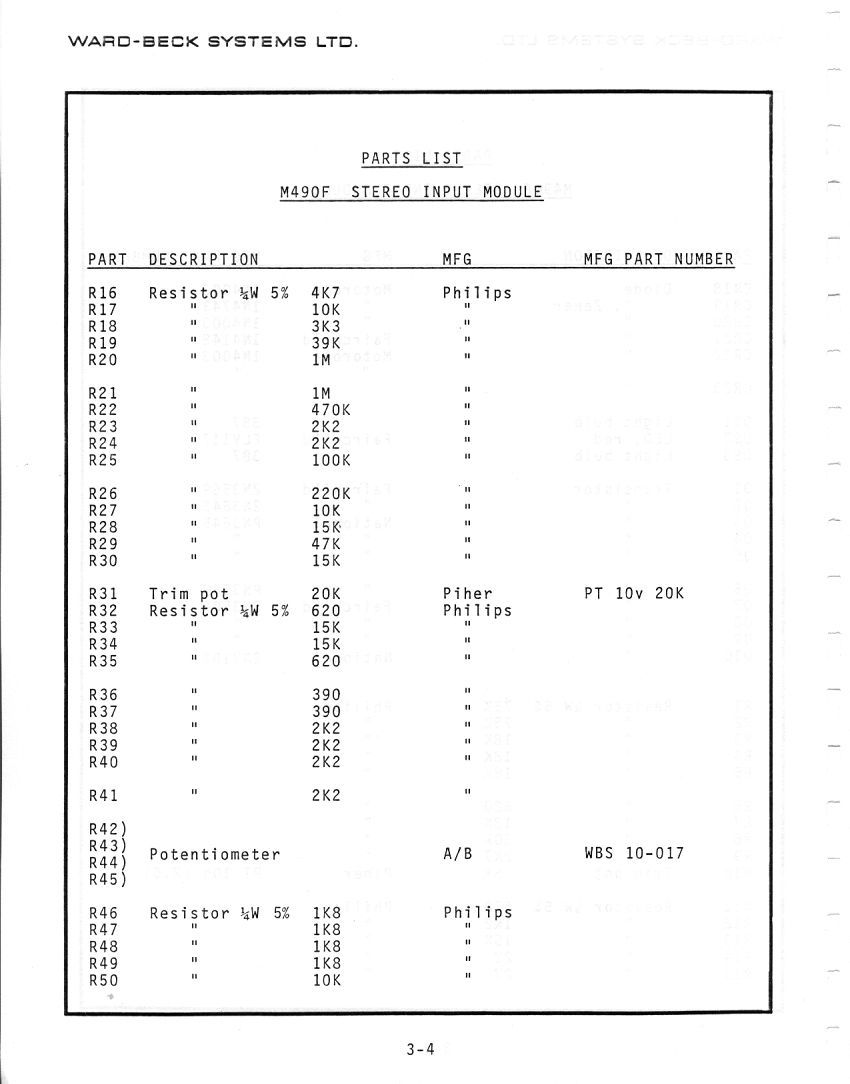 WARD-BECK SYSTEMS LTD.
PARTS LIST
M490F STEREO INPUT MODULE
PART DESCRIPTION MFG MFG PART NUMBER
R16 Resistor ¼W 5% 4K7 Philips
R17 " 10K "
R18 " 3K3 "
R19 " 39K "
R20 " 1M "
R21 " 1M "
R22 " 470K "
R23 " 2K2 "
R24 " 2K2 "
R25 " 100K "
R26 " 220K "
R27 " 10K "
R28 " 15K "
R29 " 47K "
R30 " 15K "
R31 Trim pot 20K Piher PT 10v 20K
R32 Resistor ¼W 5% 620 Philips
R33 " 15K "
R34 " 15K "
R35 " 620 "
R36 " 390 "
R37 " 390 "
R38 " 2K2 "
R39 " 2K2 "
R40 " 2K2 "
R41 " 2K2 "
R42)
R43)
R44) Potentiometer A/B WBS 10-017
R45)
R46 Resistor ¼W 5% 1K8 Philips
R47 " 1K8 "
R48 " 1K8 "
R49 " 1K8 "
R50 " 10K "
3-4